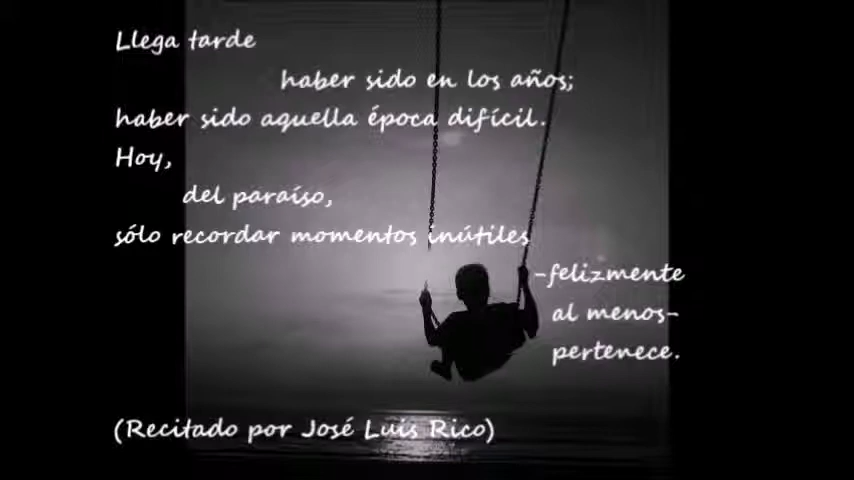 Llega tarde
haber sido en los años;
haber sido aquella época difícil.
Hoy,
del paraíso,
sólo recordar momentos inútiles
-felizmente
al menos-
pertenece.
(Recitado por José Luis Rico)